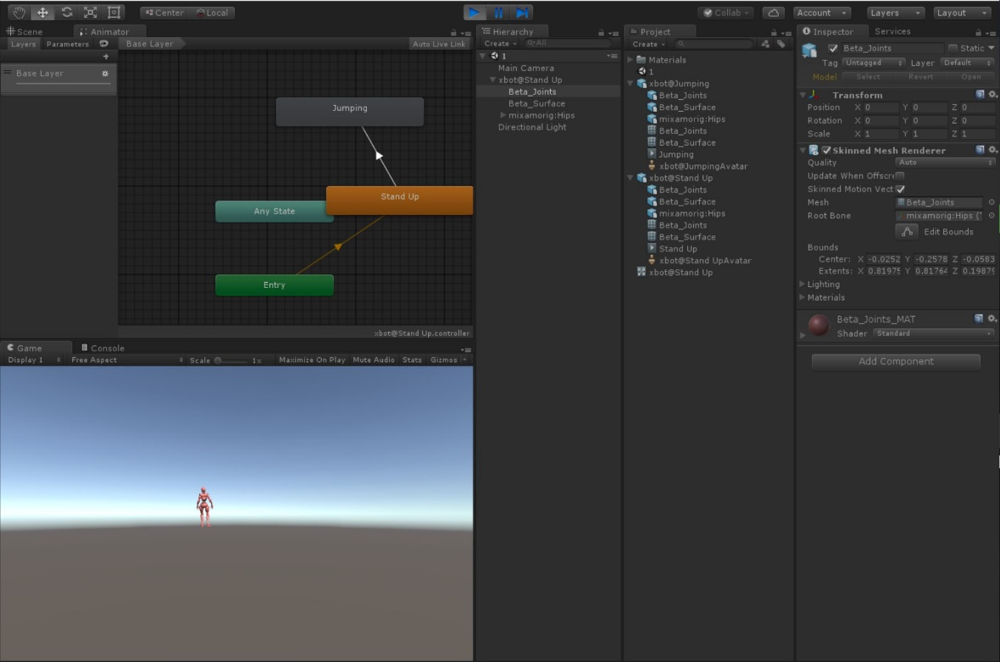 Center Local
Collab
Account
Layers
Layout
Scene
Animator
Layers Parameters
Base Layer
Auto Live Link
Base Layer
Jumping
Stand Up
Any State
Entry
xbot@Stand Up.controller
Game
Console
Display 1
Free Aspect
Scale
1x
Maximize On Play Mute Audio Stats Gizmos
Hierarchy
Create
All
1
Main Camera
xbot@Stand Up
Beta_Joints
Beta_Surface
mixamorig:Hips
Directional Light
Project
Create
Materials
1
xbot@Jumping
Beta_Joints
Beta_Surface
mixamorig:Hips
Beta_Joints
Beta_Surface
Jumping
xbot@JumpingAvatar
xbot@Stand Up
Beta_Joints
Beta_Surface
mixamorig:Hips
Beta_Joints
Beta_Surface
Stand Up
xbot@Stand UpAvatar
xbot@Stand Up
Inspector
Services
Beta_Joints
Static
Tag Untagged Layer Default
Model Select Revert Open
Transform
Position X 0 Y 0 Z 0
Rotation X 0 Y 0 Z 0
Scale X 1 Y 1 Z 1
Skinned Mesh Renderer
Quality Auto
Update When Offscre
Skinned Motion Vect
Mesh Beta_Joints
Root Bone mixamorig:Hips (
Edit Bounds
Bounds
Center: X -0.0252 Y -0.2578 Z -0.0583
Extents: X 0.81975 Y 0.81764 Z 0.19879
Lighting
Materials
Beta_Joints_MAT
Shader Standard
Add Component